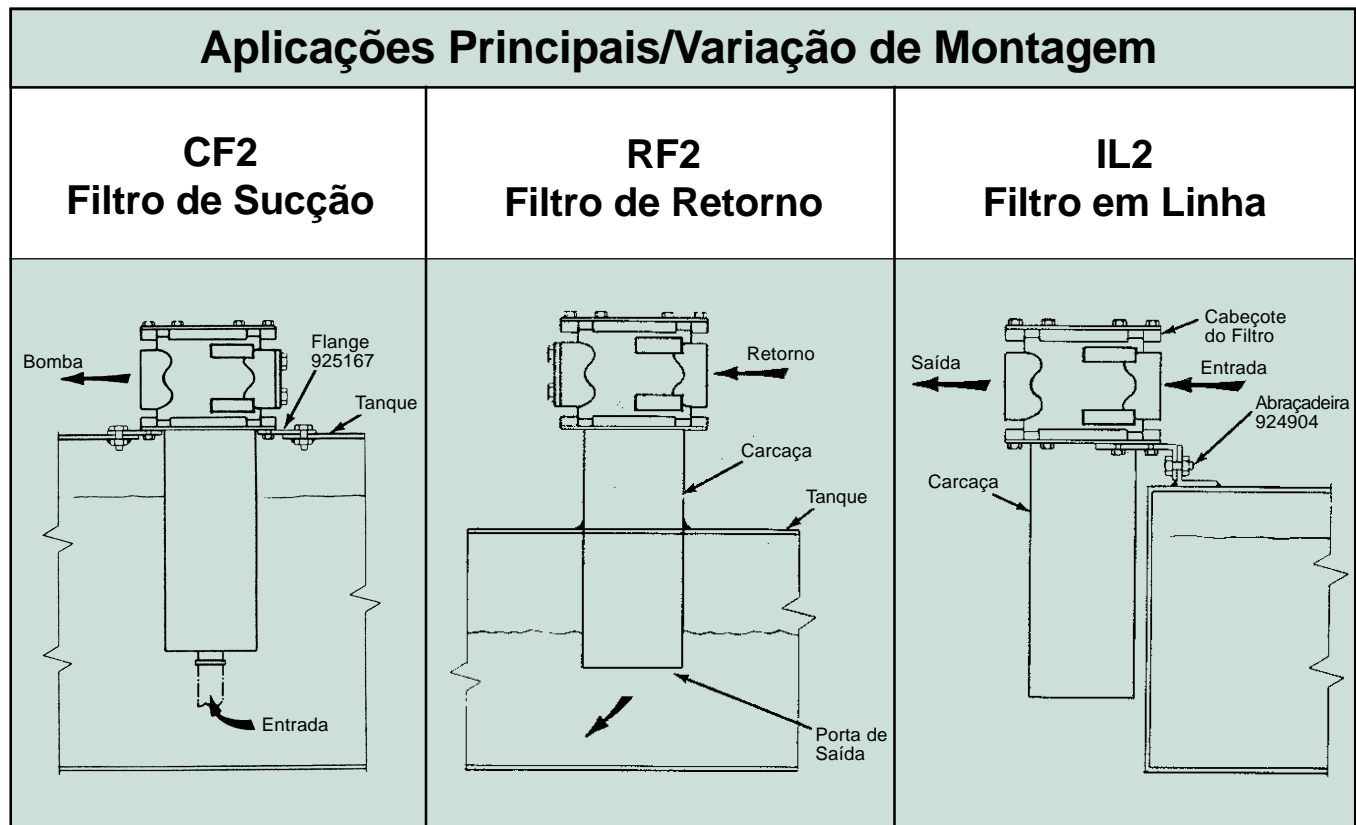 Aplicações Principais/Variação de Montagem
CF2
Filtro de Sucção
RF2
Filtro de Retorno
IL2
Filtro em Linha
Bomba
Flange
925167
Tanque
Entrada
Retorno
Carcaça
Tanque
Porta de
Saída
Cabeçote
do Filtro
Saída
Entrada
Abraçadeira
924904
Carcaça